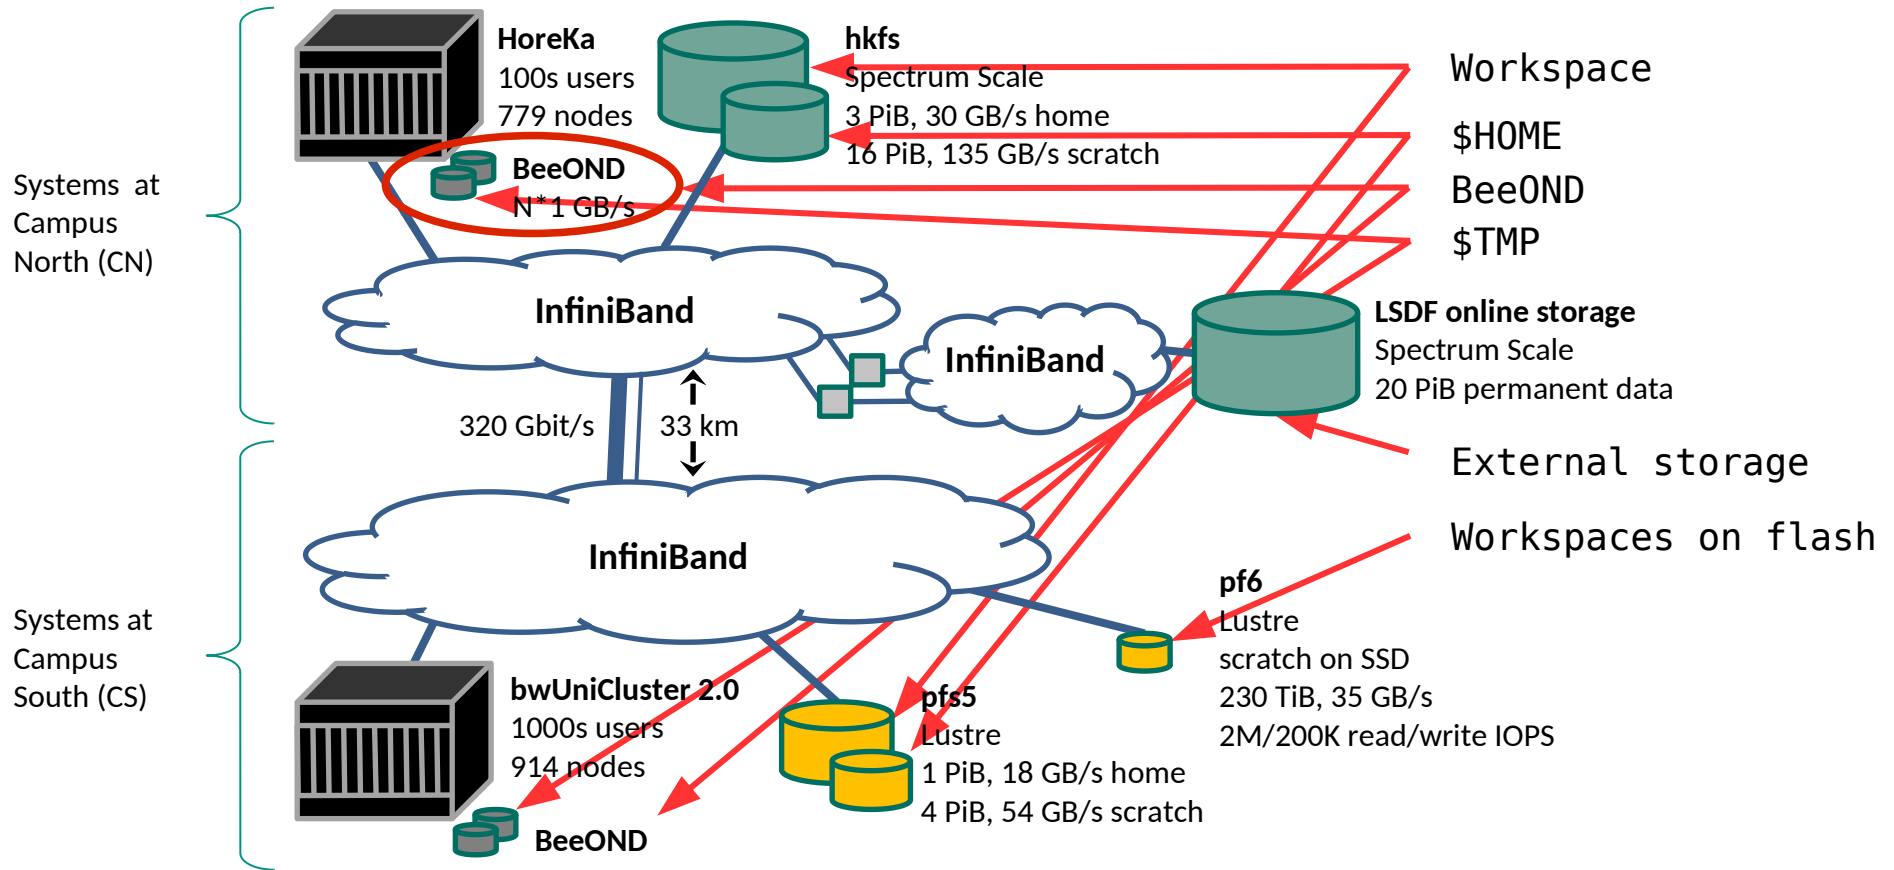 HoreKa
100s users
779 nodes
BeeOND
N*1 GB/s
hkfs
Spectrum Scale
3 PiB, 30 GB/s home
16 PiB, 135 GB/s scratch
Workspace
$HOME
BeeOND
$TMP
Systems at
Campus
North (CN)
InfiniBand
InfiniBand
LSDF online storage
Spectrum Scale
20 PiB permanent data
320 Gbit/s
33 km
External storage
Workspaces on flash
InfiniBand
pf6
Lustre
scratch on SSD
230 TiB, 35 GB/s
2M/200K read/write IOPS
Systems at
Campus
South (CS)
bwUniCluster 2.0
1000s users
914 nodes
BeeOND
pfs5
Lustre
1 PiB, 18 GB/s home
4 PiB, 54 GB/s scratch